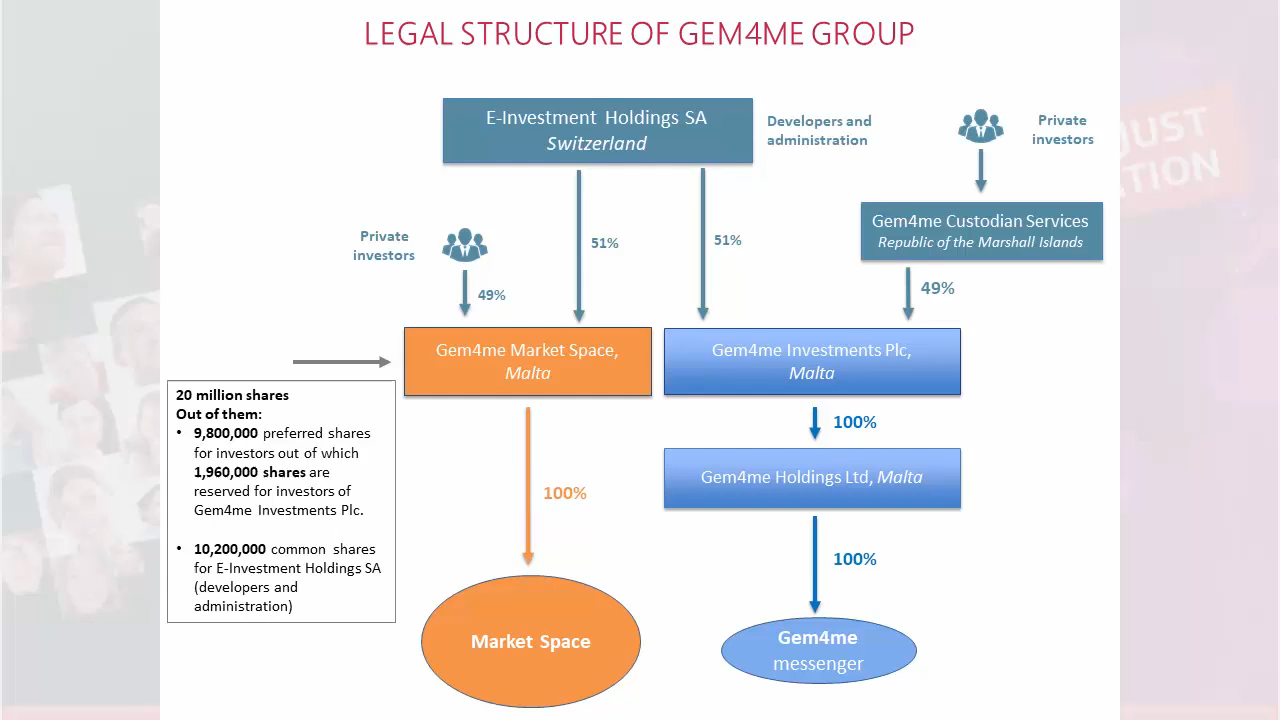 LEGAL STRUCTURE OF GEM4ME GROUP
E-Investment Holdings SA
Switzerland
Developers and
administration
Private
investors
Gem4me Custodian Services
Republic of the Marshall Islands
Private
investors
51%
51%
49%
49%
Gem4me Market Space,
Malta
Gem4me Investments Plc,
Malta
20 million shares
Out of them:
• 9,800,000 preferred shares
for investors out of which
1,960,000 shares are
reserved for investors of
Gem4me Investments Plc.
• 10,200,000 common shares
for E-Investment Holdings SA
(developers and
administration)
100%
Gem4me Holdings Ltd, Malta
100%
100%
Market Space
Gem4me
messenger
JUST